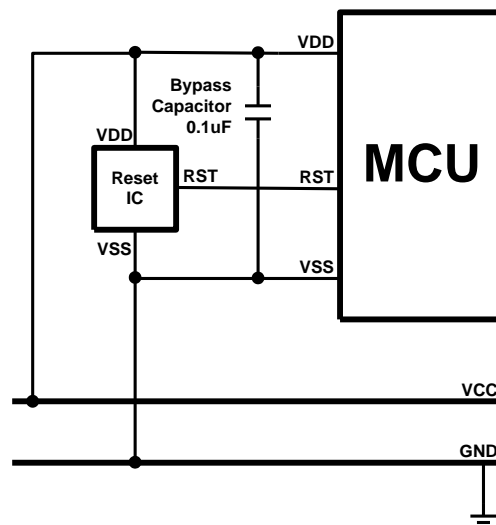 VDD
Bypass
Capacitor
0.1uF
VDD
Reset
IC
RST
RST
MCU
VSS
VSS
VCC
GND